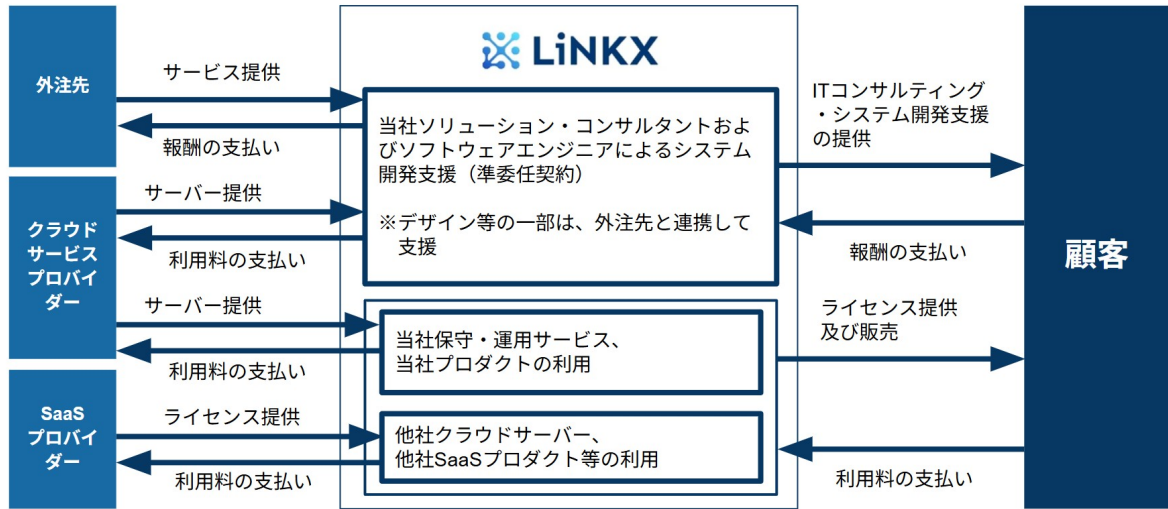 LiNKX
外注先
サービス提供
報酬の支払い
クラウド
サービス
プロバイ
ダー
サーバー提供
利用料の支払い
サーバー提供
利用料の支払い
SaaS
プロバイ
ダー
ライセンス提供
利用料の支払い
当社ソリューション・コンサルタントおよ
びソフトウェアエンジニアによるシステム
開発支援（準委任契約）
※デザイン等の一部は、外注先と連携して
支援
当社保守・運用サービス、
当社プロダクトの利用
他社クラウドサーバー、
他社SaaSプロダクト等の利用
ITコンサルティング
・システム開発支援
の提供
報酬の支払い
ライセンス提供
及び販売
利用料の支払い
顧客